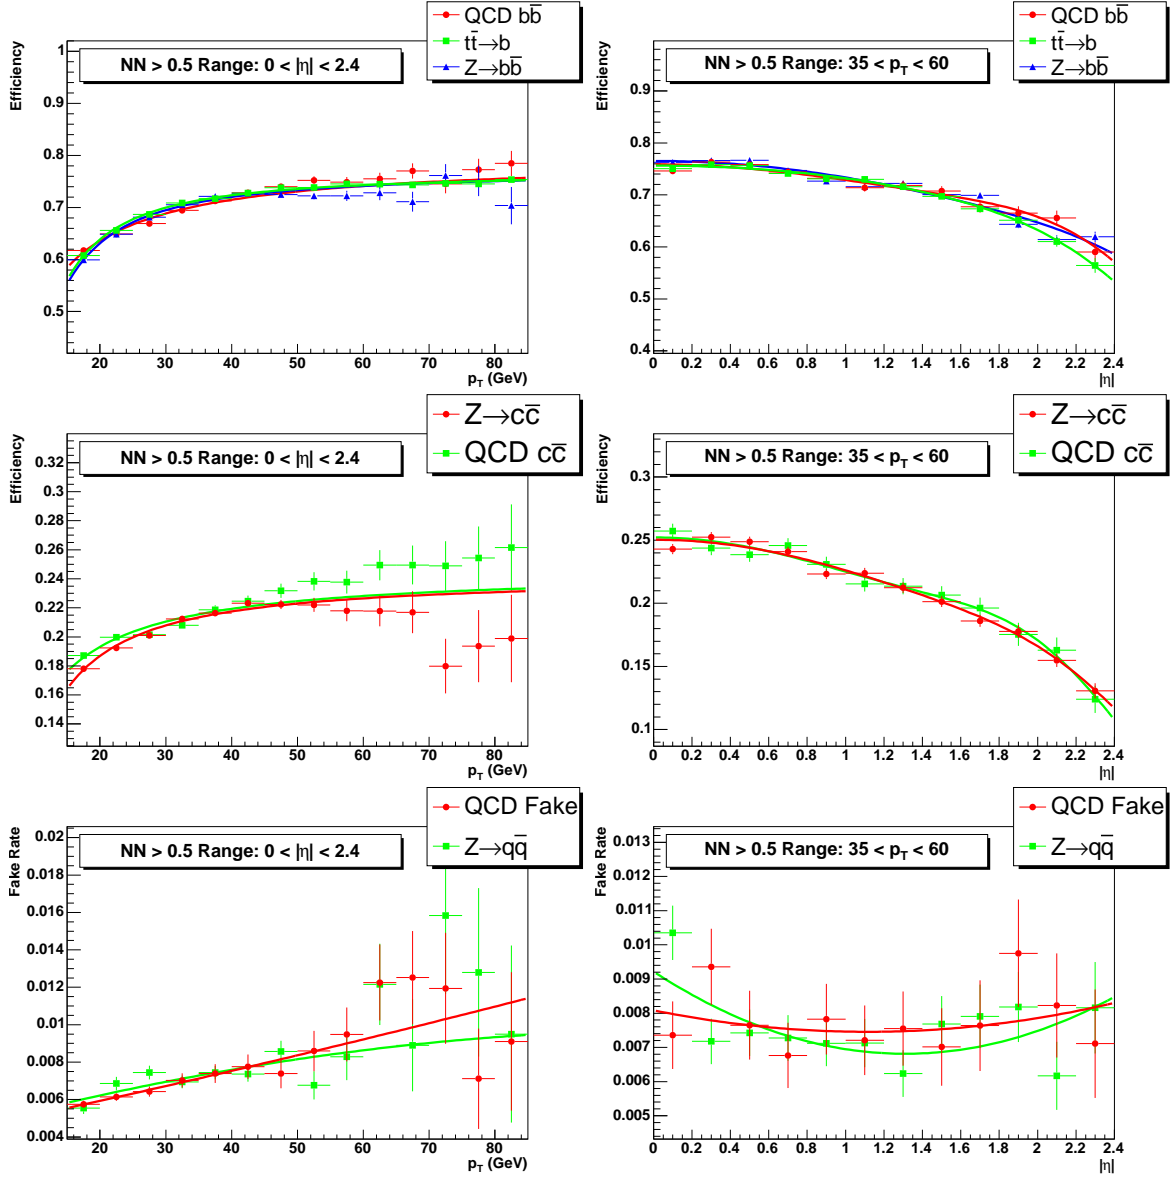 QCD bb̅
tt̅→b
Z→bb̅
NN > 0.5 Range: 0 < |η| < 2.4
Efficiency
1
0.9
0.8
0.7
0.6
0.5
20 30 40 50 60 70 80
p_T (GeV)
QCD bb̅
tt̅→b
Z→bb̅
NN > 0.5 Range: 35 < p_T < 60
Efficiency
0.9
0.8
0.7
0.6
0.5
0.4
0 0.2 0.4 0.6 0.8 1 1.2 1.4 1.6 1.8 2 2.2 2.4
|η|
Z→cc̅
QCD cc̅
NN > 0.5 Range: 0 < |η| < 2.4
Efficiency
0.32
0.3
0.28
0.26
0.24
0.22
0.2
0.18
0.16
0.14
20 30 40 50 60 70 80
p_T (GeV)
Z→cc̅
QCD cc̅
NN > 0.5 Range: 35 < p_T < 60
Efficiency
0.3
0.25
0.2
0.15
0.1
0 0.2 0.4 0.6 0.8 1 1.2 1.4 1.6 1.8 2 2.2 2.4
|η|
QCD Fake
Z→qq̅
NN > 0.5 Range: 0 < |η| < 2.4
Fake Rate
0.02
0.018
0.016
0.014
0.012
0.01
0.008
0.006
0.004
20 30 40 50 60 70 80
p_T (GeV)
QCD Fake
Z→qq̅
NN > 0.5 Range: 35 < p_T < 60
Fake Rate
0.013
0.012
0.011
0.01
0.009
0.008
0.007
0.006
0.005
0 0.2 0.4 0.6 0.8 1 1.2 1.4 1.6 1.8 2 2.2 2.4
|η|